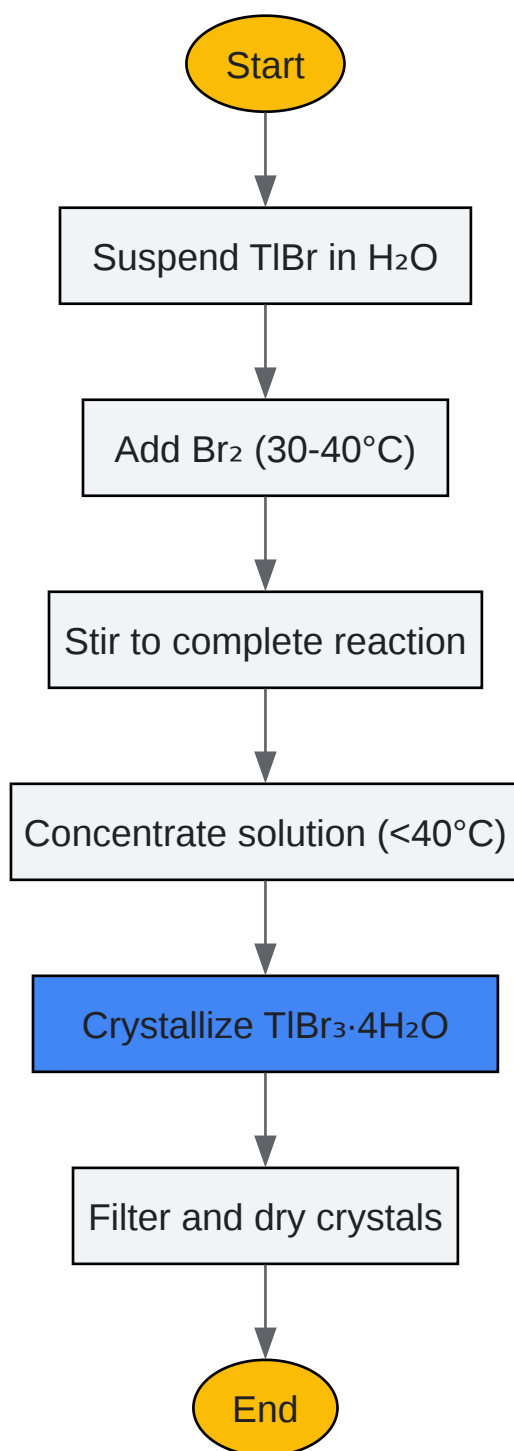 Start
Suspend TlBr in H₂O
Add Br₂ (30-40°C)
Stir to complete reaction
Concentrate solution (<40°C)
Crystallize TlBr₃·4H₂O
Filter and dry crystals
End